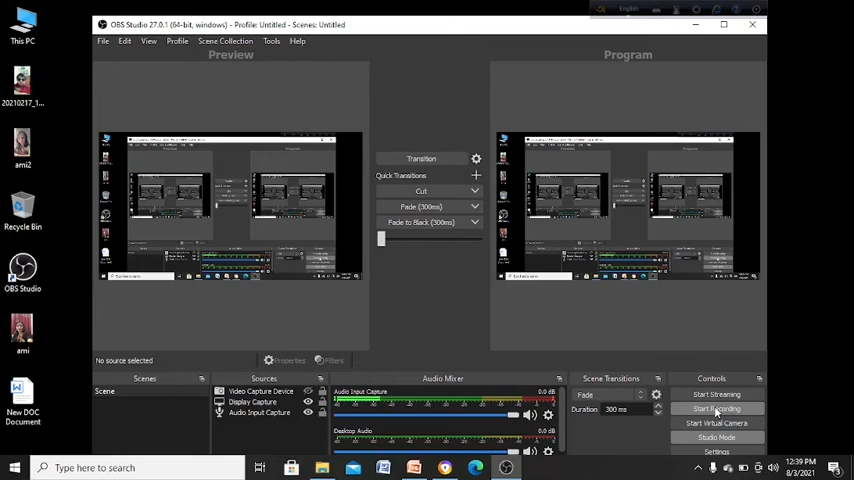 English
OBS Studio 27.0.1 (64-bit, windows) - Profile: Untitled - Scenes: Untitled
File Edit View Profile Scene Collection Tools Help
Preview
Program
This PC
20210217_1...
ami2
Recycle Bin
OBS Studio
ami
New DOC
Document
Transition
Quick Transitions
Cut
Fade (300ms)
Fade to Black (300ms)
No source selected
Properties
Filters
Scenes
Scene
Sources
Video Capture Device
Display Capture
Audio Input Capture
Audio Mixer
Audio Input Capture
0.0 dB
Desktop Audio
0.0 dB
Scene Transitions
Fade
Duration 300 ms
Controls
Start Streaming
Start Recording
Start Virtual Camera
Studio Mode
Settings
Type here to search
12:39 PM
8/3/2021
3